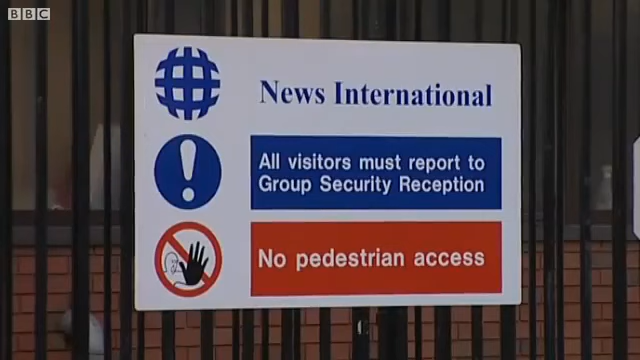 BBC
News International
All visitors must report to
Group Security Reception
No pedestrian access